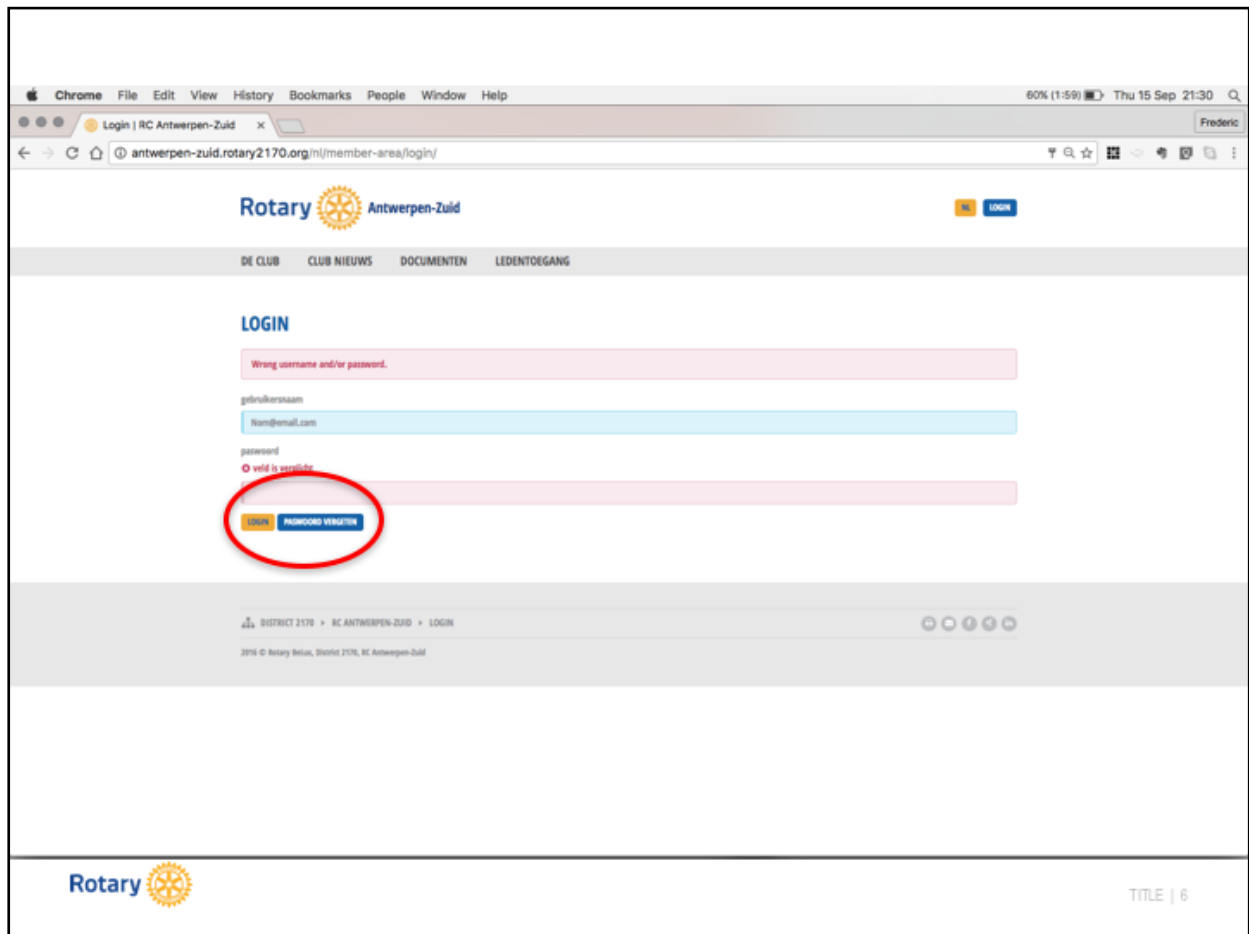 Chrome File Edit View History Bookmarks People Window Help 60% (1:59) Thu 15 Sep 21:30
Login | RC Antwerpen-Zuid Frederic
antwerpen-zuid.rotary2170.org/nl/member-area/login/
Rotary Antwerpen-Zuid NL LOGIN
DE CLUB CLUB NIEUWS DOCUMENTEN LEDENTOEGANG
LOGIN
Wrong username and/or password.
gebruikersnaam
Nom@email.com
paswoord
veld is verplicht
LOGIN PASWOORD VERGETEN
DISTRICT 2170 > RC ANTWERPEN-ZUID > LOGIN
2016 © Rotary Belux, District 2170, RC Antwerpen-Zuid
Rotary
TITLE | 6